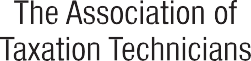 The Association of
Taxation Technicians